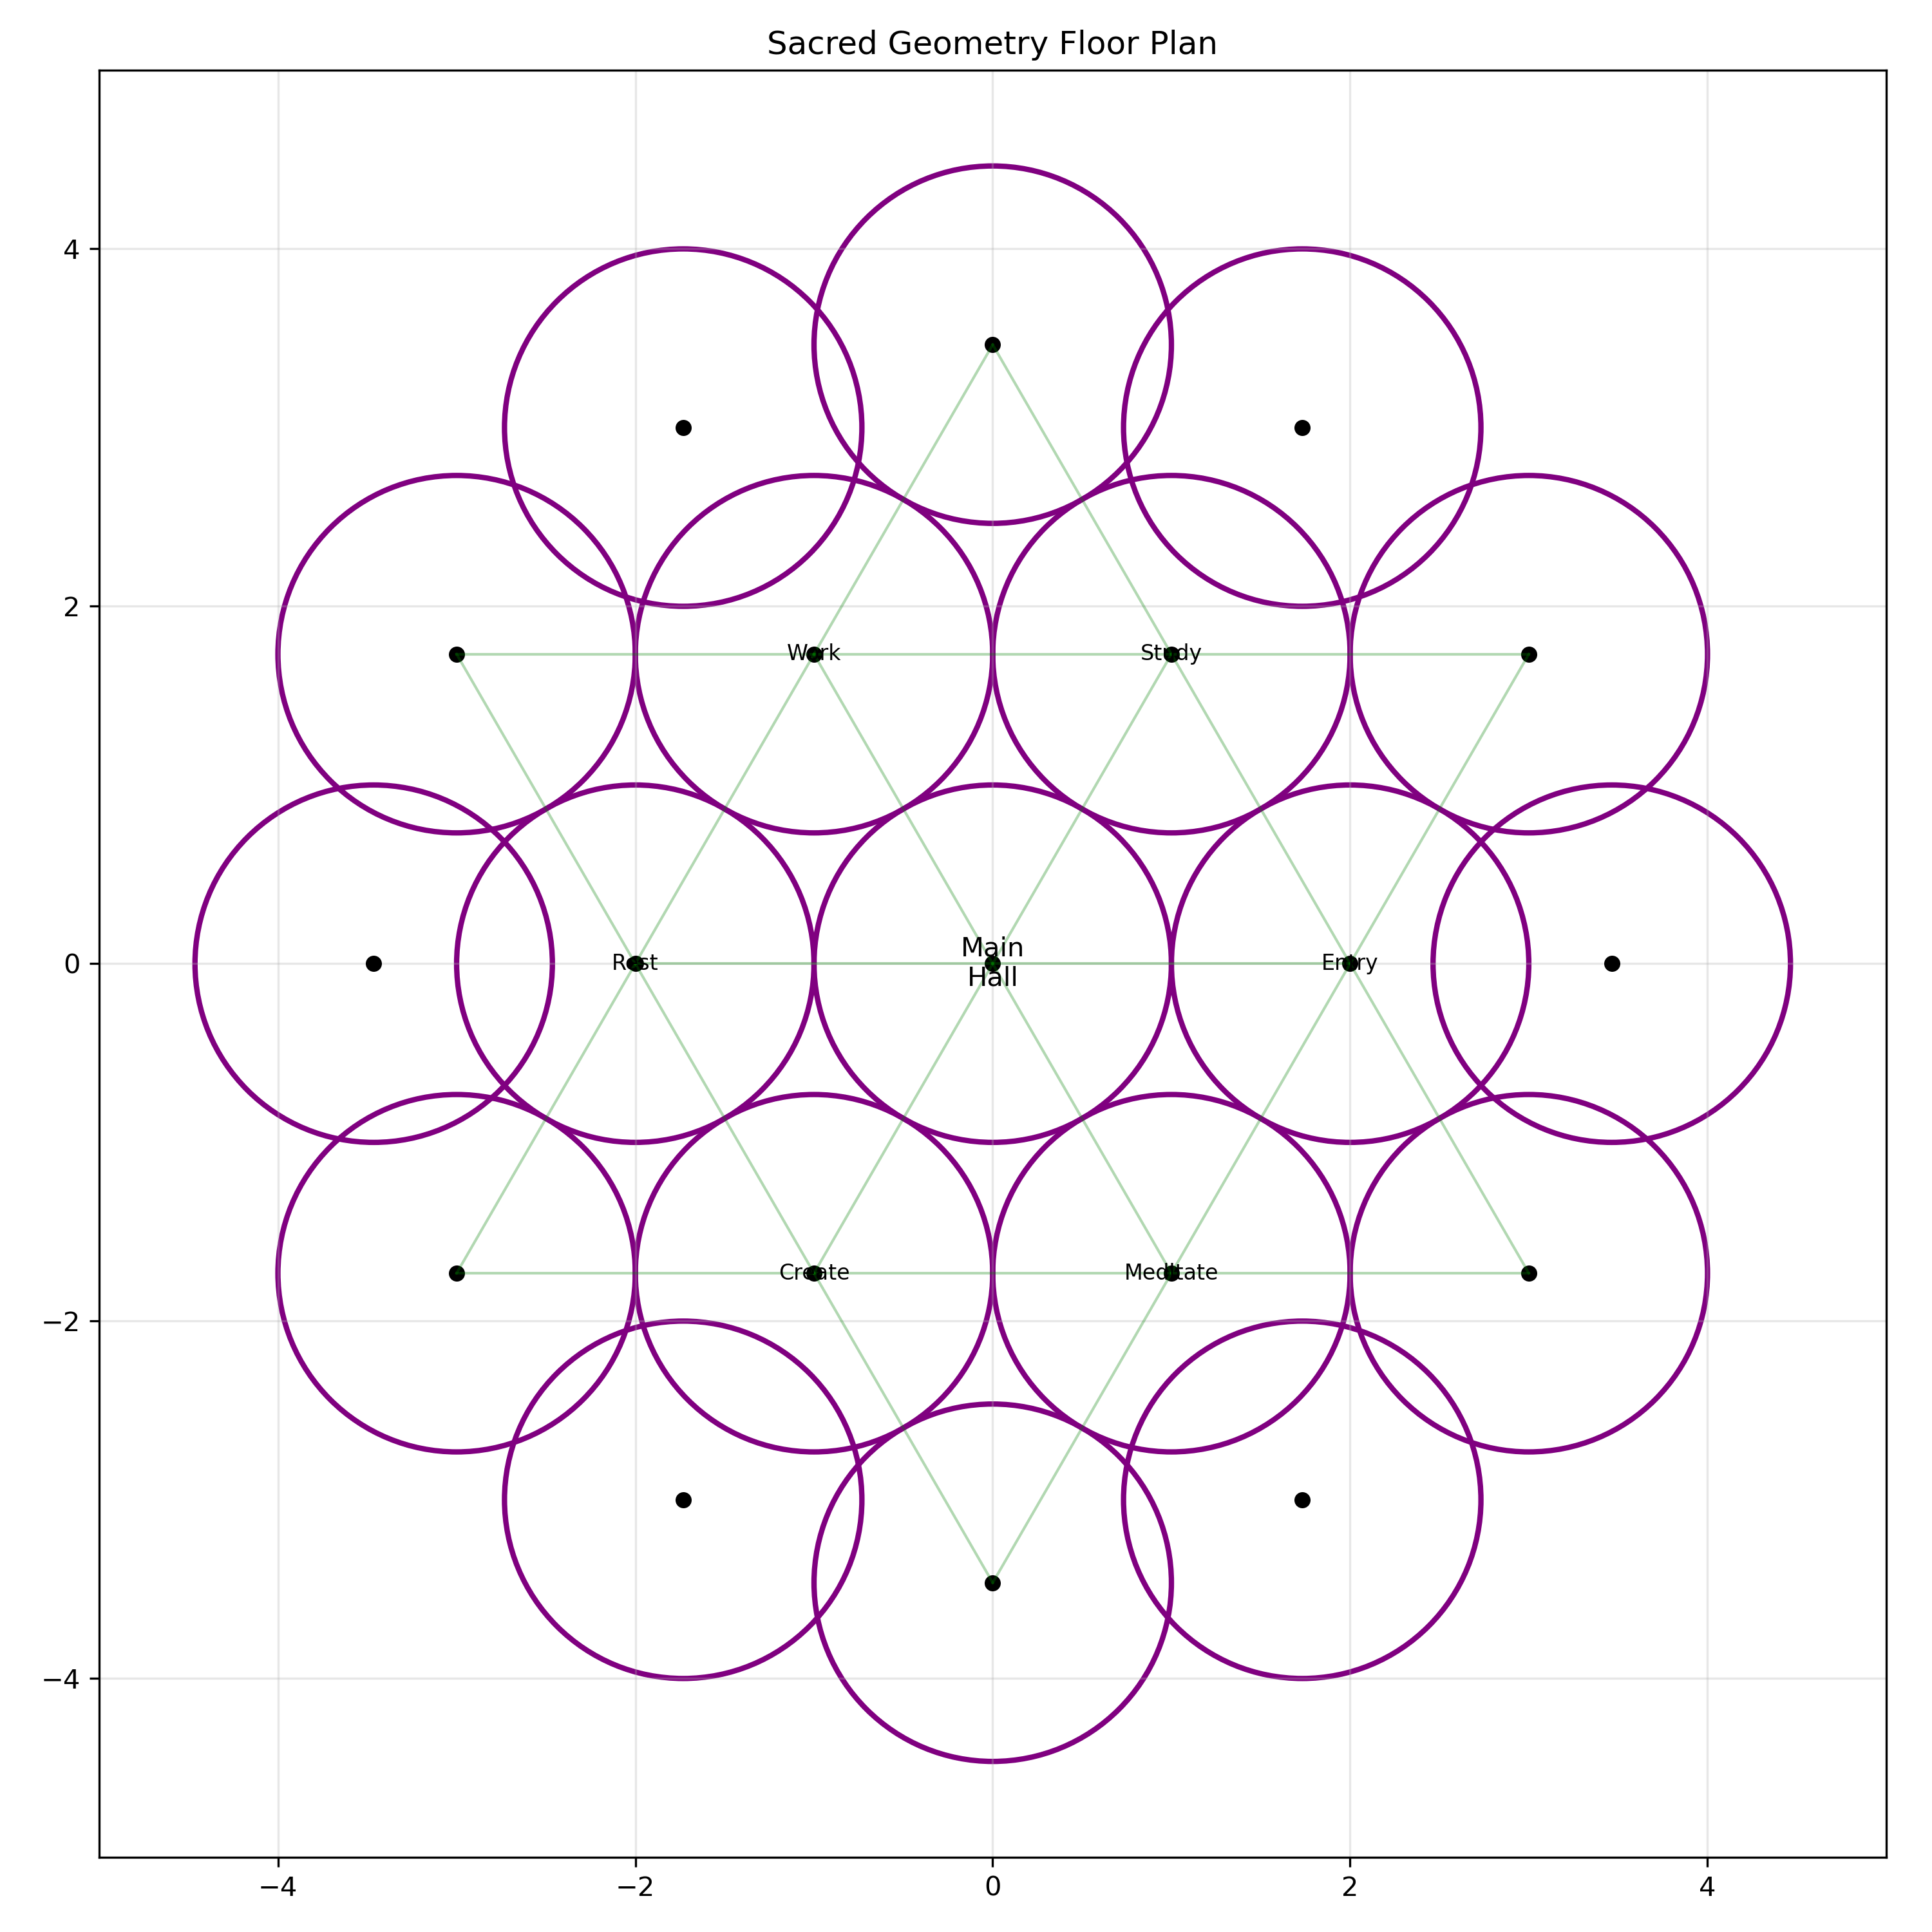 Sacred Geometry Floor Plan
4
2
Work
Study
Main
0
Rest
Entry
Hall
Create
Meditate
−2
−4
−4
−2
0
2
4